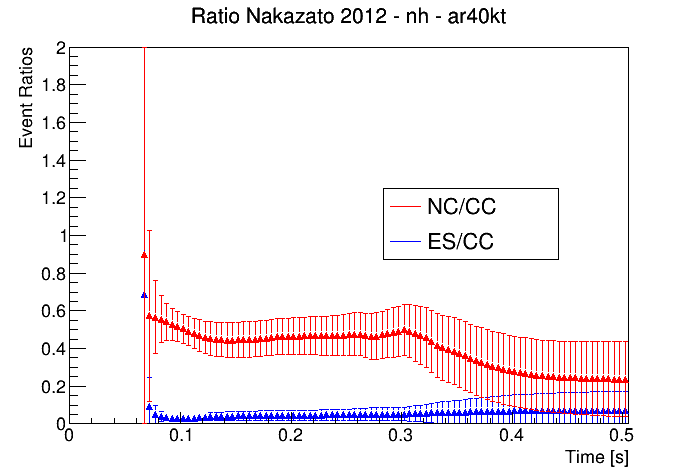 Ratio Nakazato 2012 - nh - ar40kt
Event Ratios
2
1.8
1.6
1.4
1.2
1
0.8
0.6
0.4
0.2
0
NC/CC
ES/CC
0 0.1 0.2 0.3 0.4 0.5
Time [s]